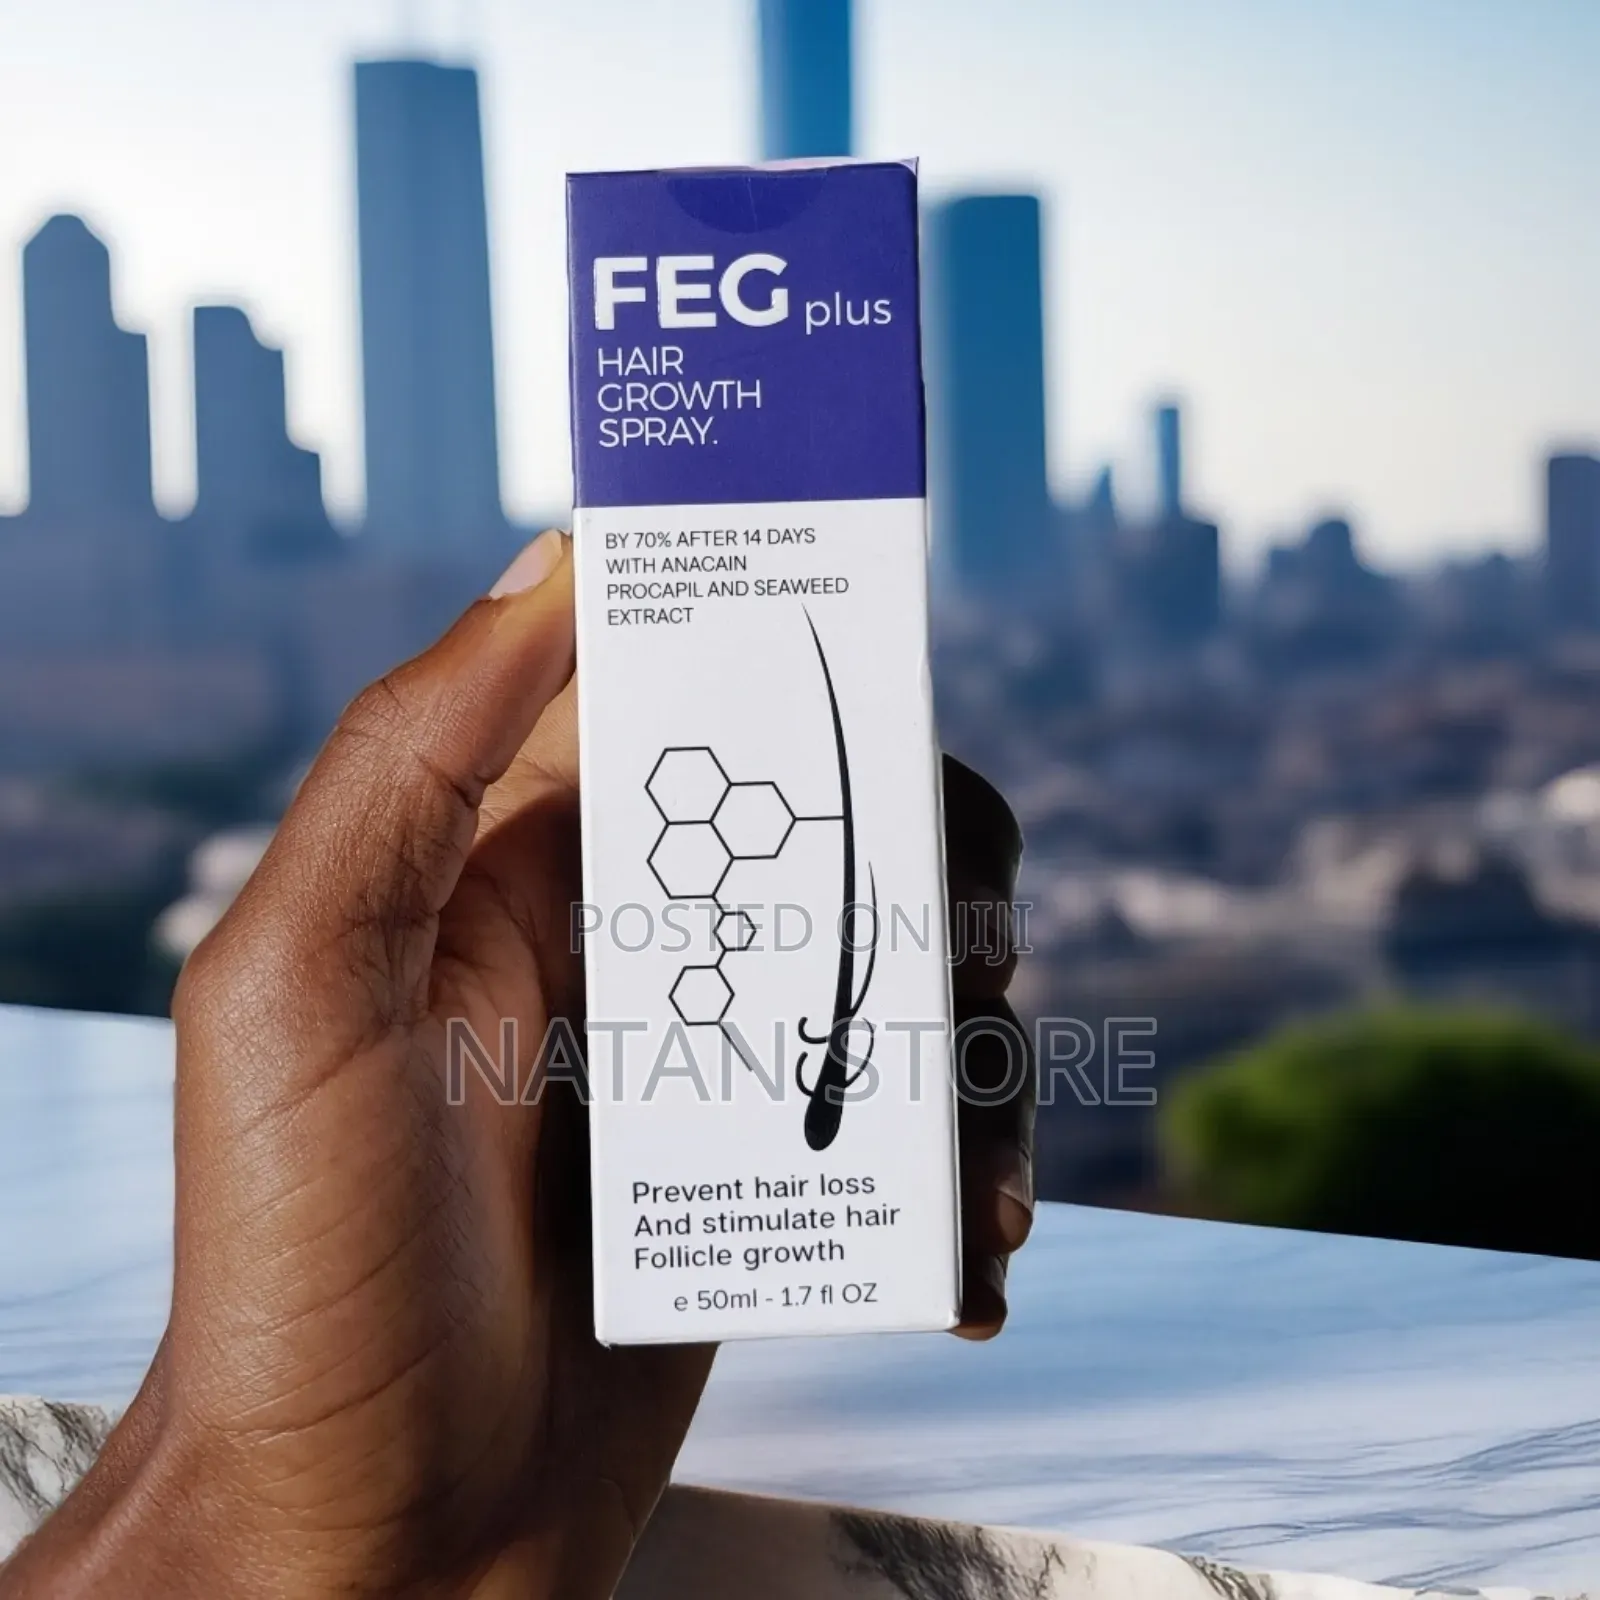 FEG plus
HAIR
GROWTH
SPRAY.
BY 70% AFTER 14 DAYS
WITH ANACAIN
PROCAPIL AND SEAWEED
EXTRACT
POSTED ON JIJI
NATAN STORE
Prevent hair loss
And stimulate hair
Follicle growth
e 50ml - 1.7 fl OZ